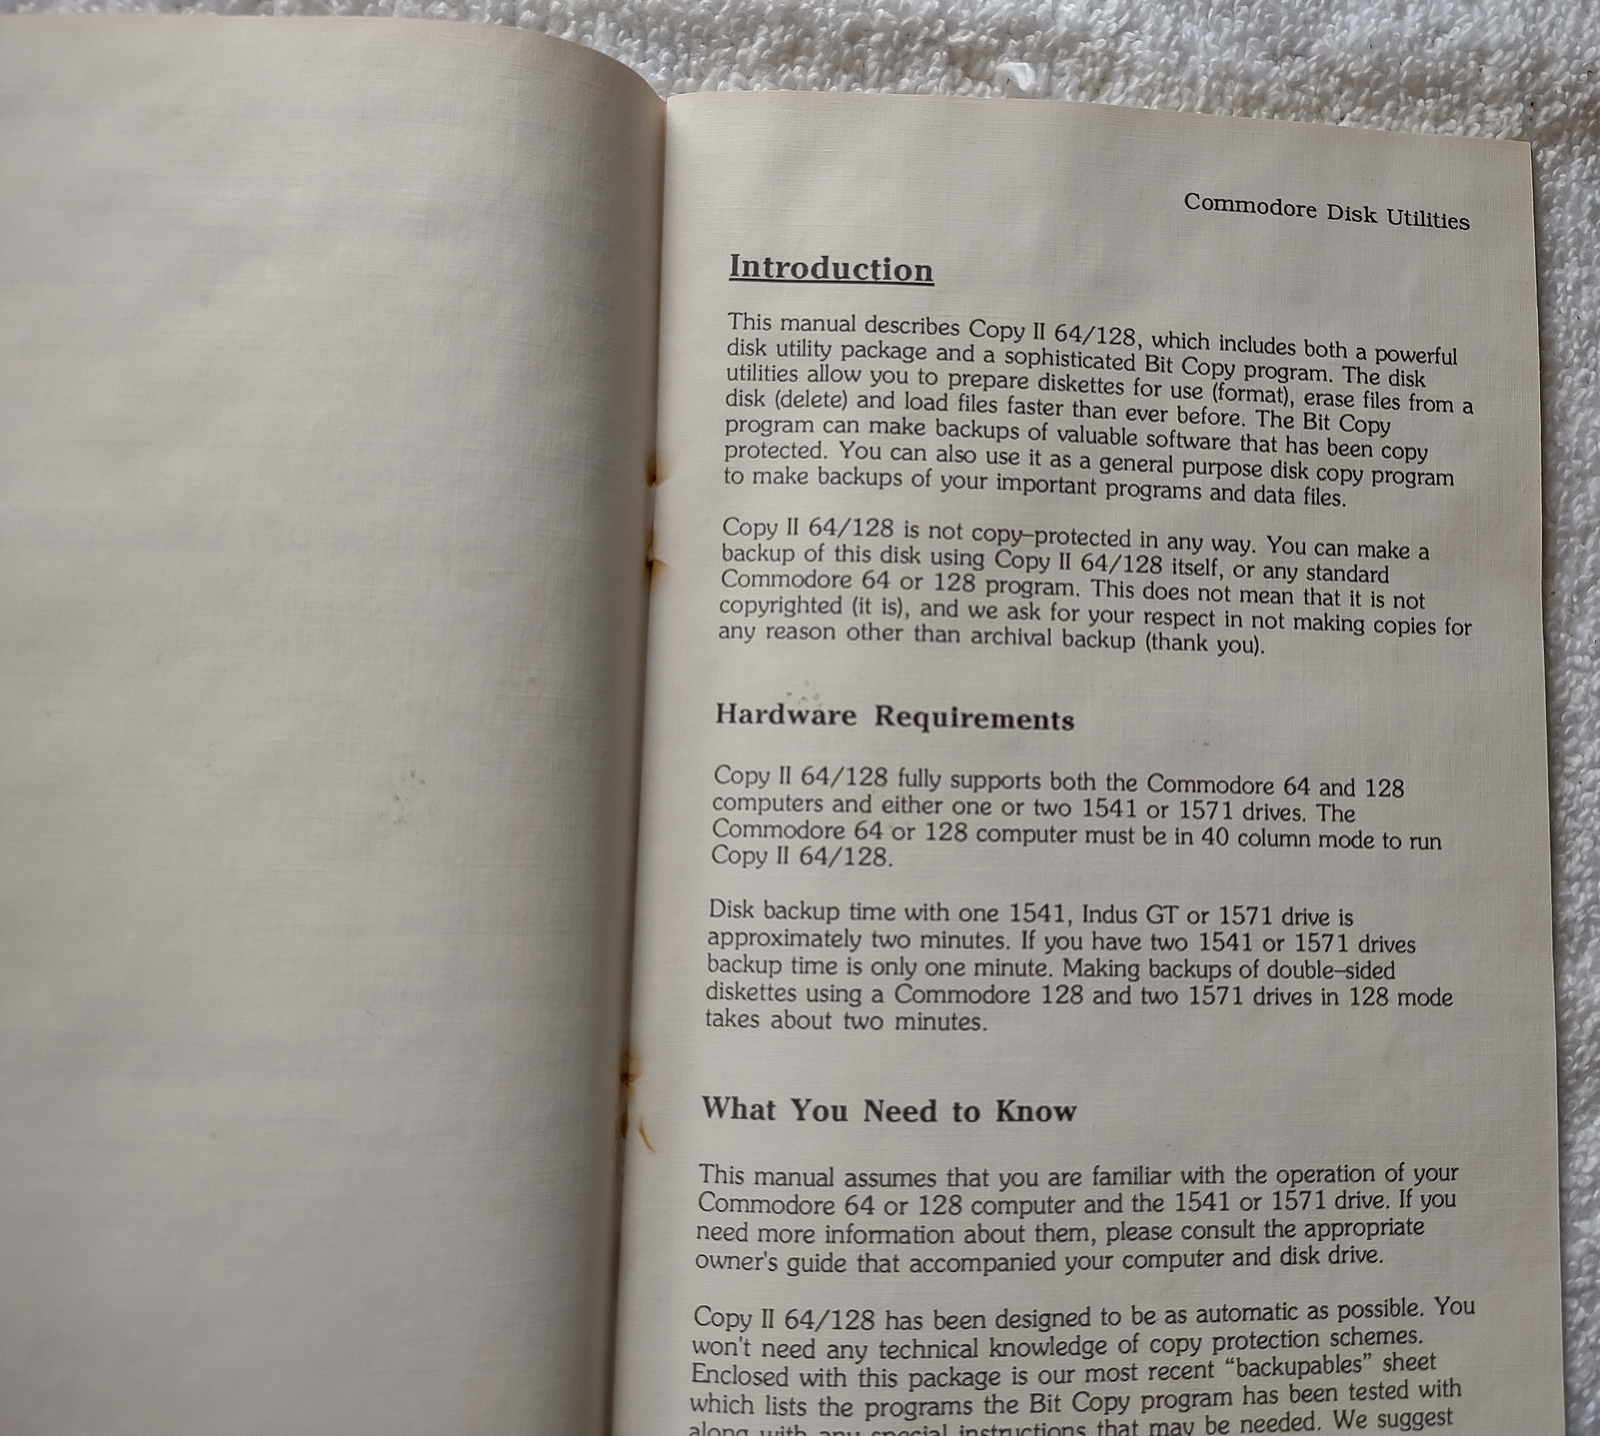 Commodore Disk Utilities
Introduction
This manual describes Copy II 64/128, which includes both a powerful
disk utility package and a sophisticated Bit Copy program. The disk
utilities allow you to prepare diskettes for use (format), erase files from a
disk (delete) and load files faster than ever before. The Bit Copy
program can make backups of valuable software that has been copy
protected. You can also use it as a general purpose disk copy program
to make backups of your important programs and data files.
Copy II 64/128 is not copy-protected in any way. You can make a
backup of this disk using Copy II 64/128 itself, or any standard
Commodore 64 or 128 program. This does not mean that it is not
copyrighted (it is), and we ask for your respect in not making copies for
any reason other than archival backup (thank you).
Hardware Requirements
Copy II 64/128 fully supports both the Commodore 64 and 128
computers and either one or two 1541 or 1571 drives. The
Commodore 64 or 128 computer must be in 40 column mode to run
Copy II 64/128.
Disk backup time with one 1541, Indus GT or 1571 drive is
approximately two minutes. If you have two 1541 or 1571 drives
backup time is only one minute. Making backups of double-sided
diskettes using a Commodore 128 and two 1571 drives in 128 mode
takes about two minutes.
What You Need to Know
This manual assumes that you are familiar with the operation of your
Commodore 64 or 128 computer and the 1541 or 1571 drive. If you
need more information about them, please consult the appropriate
owner's guide that accompanied your computer and disk drive.
Copy II 64/128 has been designed to be as automatic as possible. You
won't need any technical knowledge of copy protection schemes.
Enclosed with this package is our most recent "backupables" sheet
which lists the programs the Bit Copy program has been tested with
along with any special instructions that may be needed. We suggest